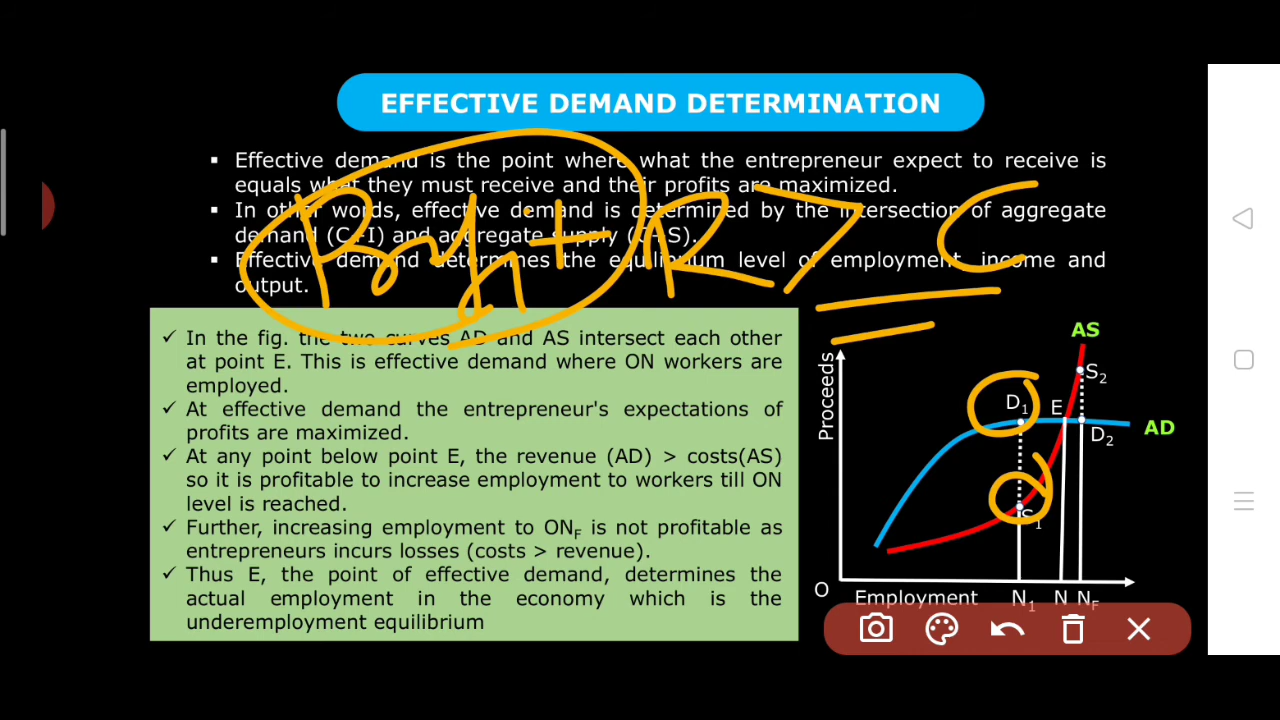 EFFECTIVE DEMAND DETERMINATION
▪ Effective demand is the point where what the entrepreneur expect to receive is
equals what they must receive and their profits are maximized.
▪ In other words, effective demand is determined by the intersection of aggregate
demand (C+I) and aggregate supply (C+S).
▪ Effective demand determines the equilibrium level of employment, income and
output.
R > C
✓ In the fig. the two curves AD and AS intersect each other
at point E. This is effective demand where ON workers are
employed.
✓ At effective demand the entrepreneur's expectations of
profits are maximized.
✓ At any point below point E, the revenue (AD) > costs(AS)
so it is profitable to increase employment to workers till ON
level is reached.
✓ Further, increasing employment to ONF is not profitable as
entrepreneurs incurs losses (costs > revenue).
✓ Thus E, the point of effective demand, determines the
actual employment in the economy which is the
underemployment equilibrium
AS
Proceeds
S2
D1
E
D2
AD
S1
O
Employment
N1 N NF